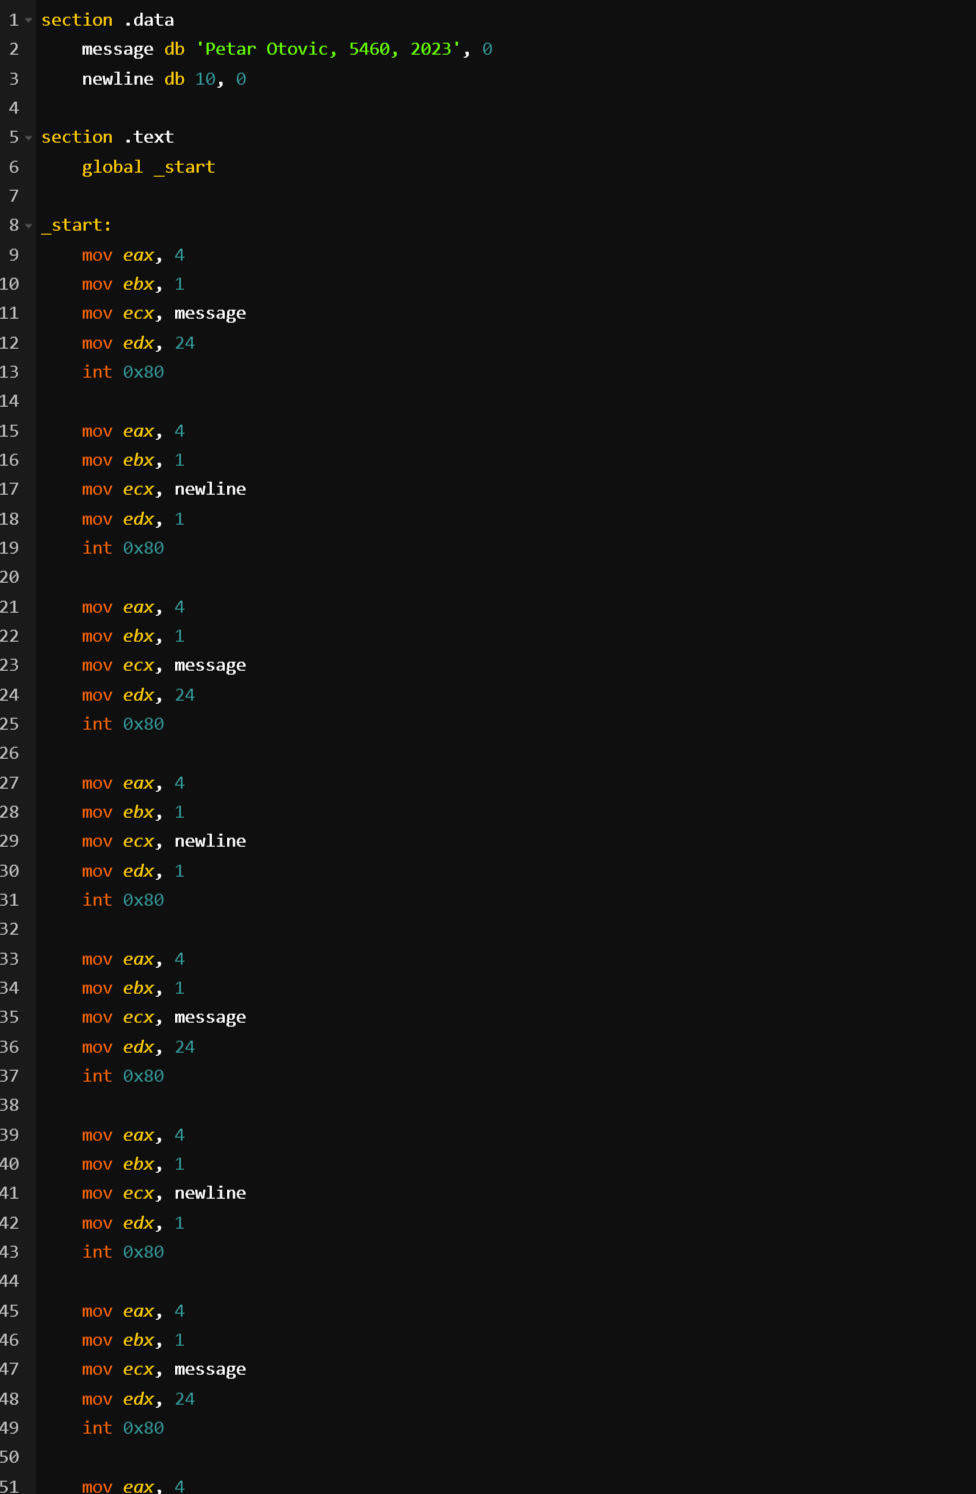 1 section .data
2 message db 'Petar Otovic, 5460, 2023', 0
3 newline db 10, 0
4
5 section .text
6 global _start
7
8 _start:
9 mov eax, 4
10 mov ebx, 1
11 mov ecx, message
12 mov edx, 24
13 int 0x80
14
15 mov eax, 4
16 mov ebx, 1
17 mov ecx, newline
18 mov edx, 1
19 int 0x80
20
21 mov eax, 4
22 mov ebx, 1
23 mov ecx, message
24 mov edx, 24
25 int 0x80
26
27 mov eax, 4
28 mov ebx, 1
29 mov ecx, newline
30 mov edx, 1
31 int 0x80
32
33 mov eax, 4
34 mov ebx, 1
35 mov ecx, message
36 mov edx, 24
37 int 0x80
38
39 mov eax, 4
40 mov ebx, 1
41 mov ecx, newline
42 mov edx, 1
43 int 0x80
44
45 mov eax, 4
46 mov ebx, 1
47 mov ecx, message
48 mov edx, 24
49 int 0x80
50
51 mov eax, 4